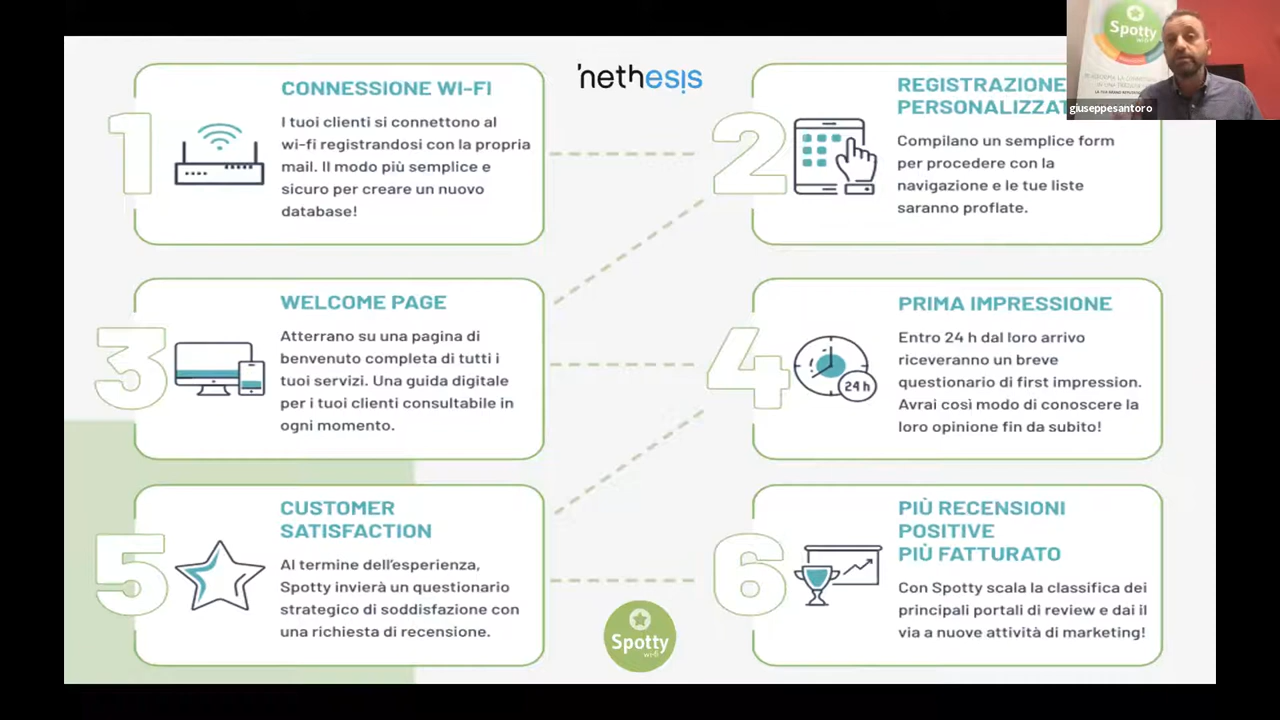 'nethesis
1
CONNESSIONE WI-FI
I tuoi clienti si connettono al
wi-fi registrandosi con la propria
mail. Il modo più semplice e
sicuro per creare un nuovo
database!
2
REGISTRAZIONE
PERSONALIZZAT
Compilano un semplice form
per procedere con la
navigazione e le tue liste
saranno proflate.
Spotty
wi-fi
giuseppesantoro
3
WELCOME PAGE
Atterrano su una pagina di
benvenuto completa di tutti i
tuoi servizi. Una guida digitale
per i tuoi clienti consultabile in
ogni momento.
4
24 h
PRIMA IMPRESSIONE
Entro 24 h dal loro arrivo
riceveranno un breve
questionario di first impression.
Avrai così modo di conoscere la
loro opinione fin da subito!
5
CUSTOMER
SATISFACTION
Al termine dell'esperienza,
Spotty invierà un questionario
strategico di soddisfazione con
una richiesta di recensione.
6
PIÙ RECENSIONI
POSITIVE
PIÙ FATTURATO
Con Spotty scala la classifica dei
principali portali di review e dai il
via a nuove attività di marketing!
Spotty
wi-fi